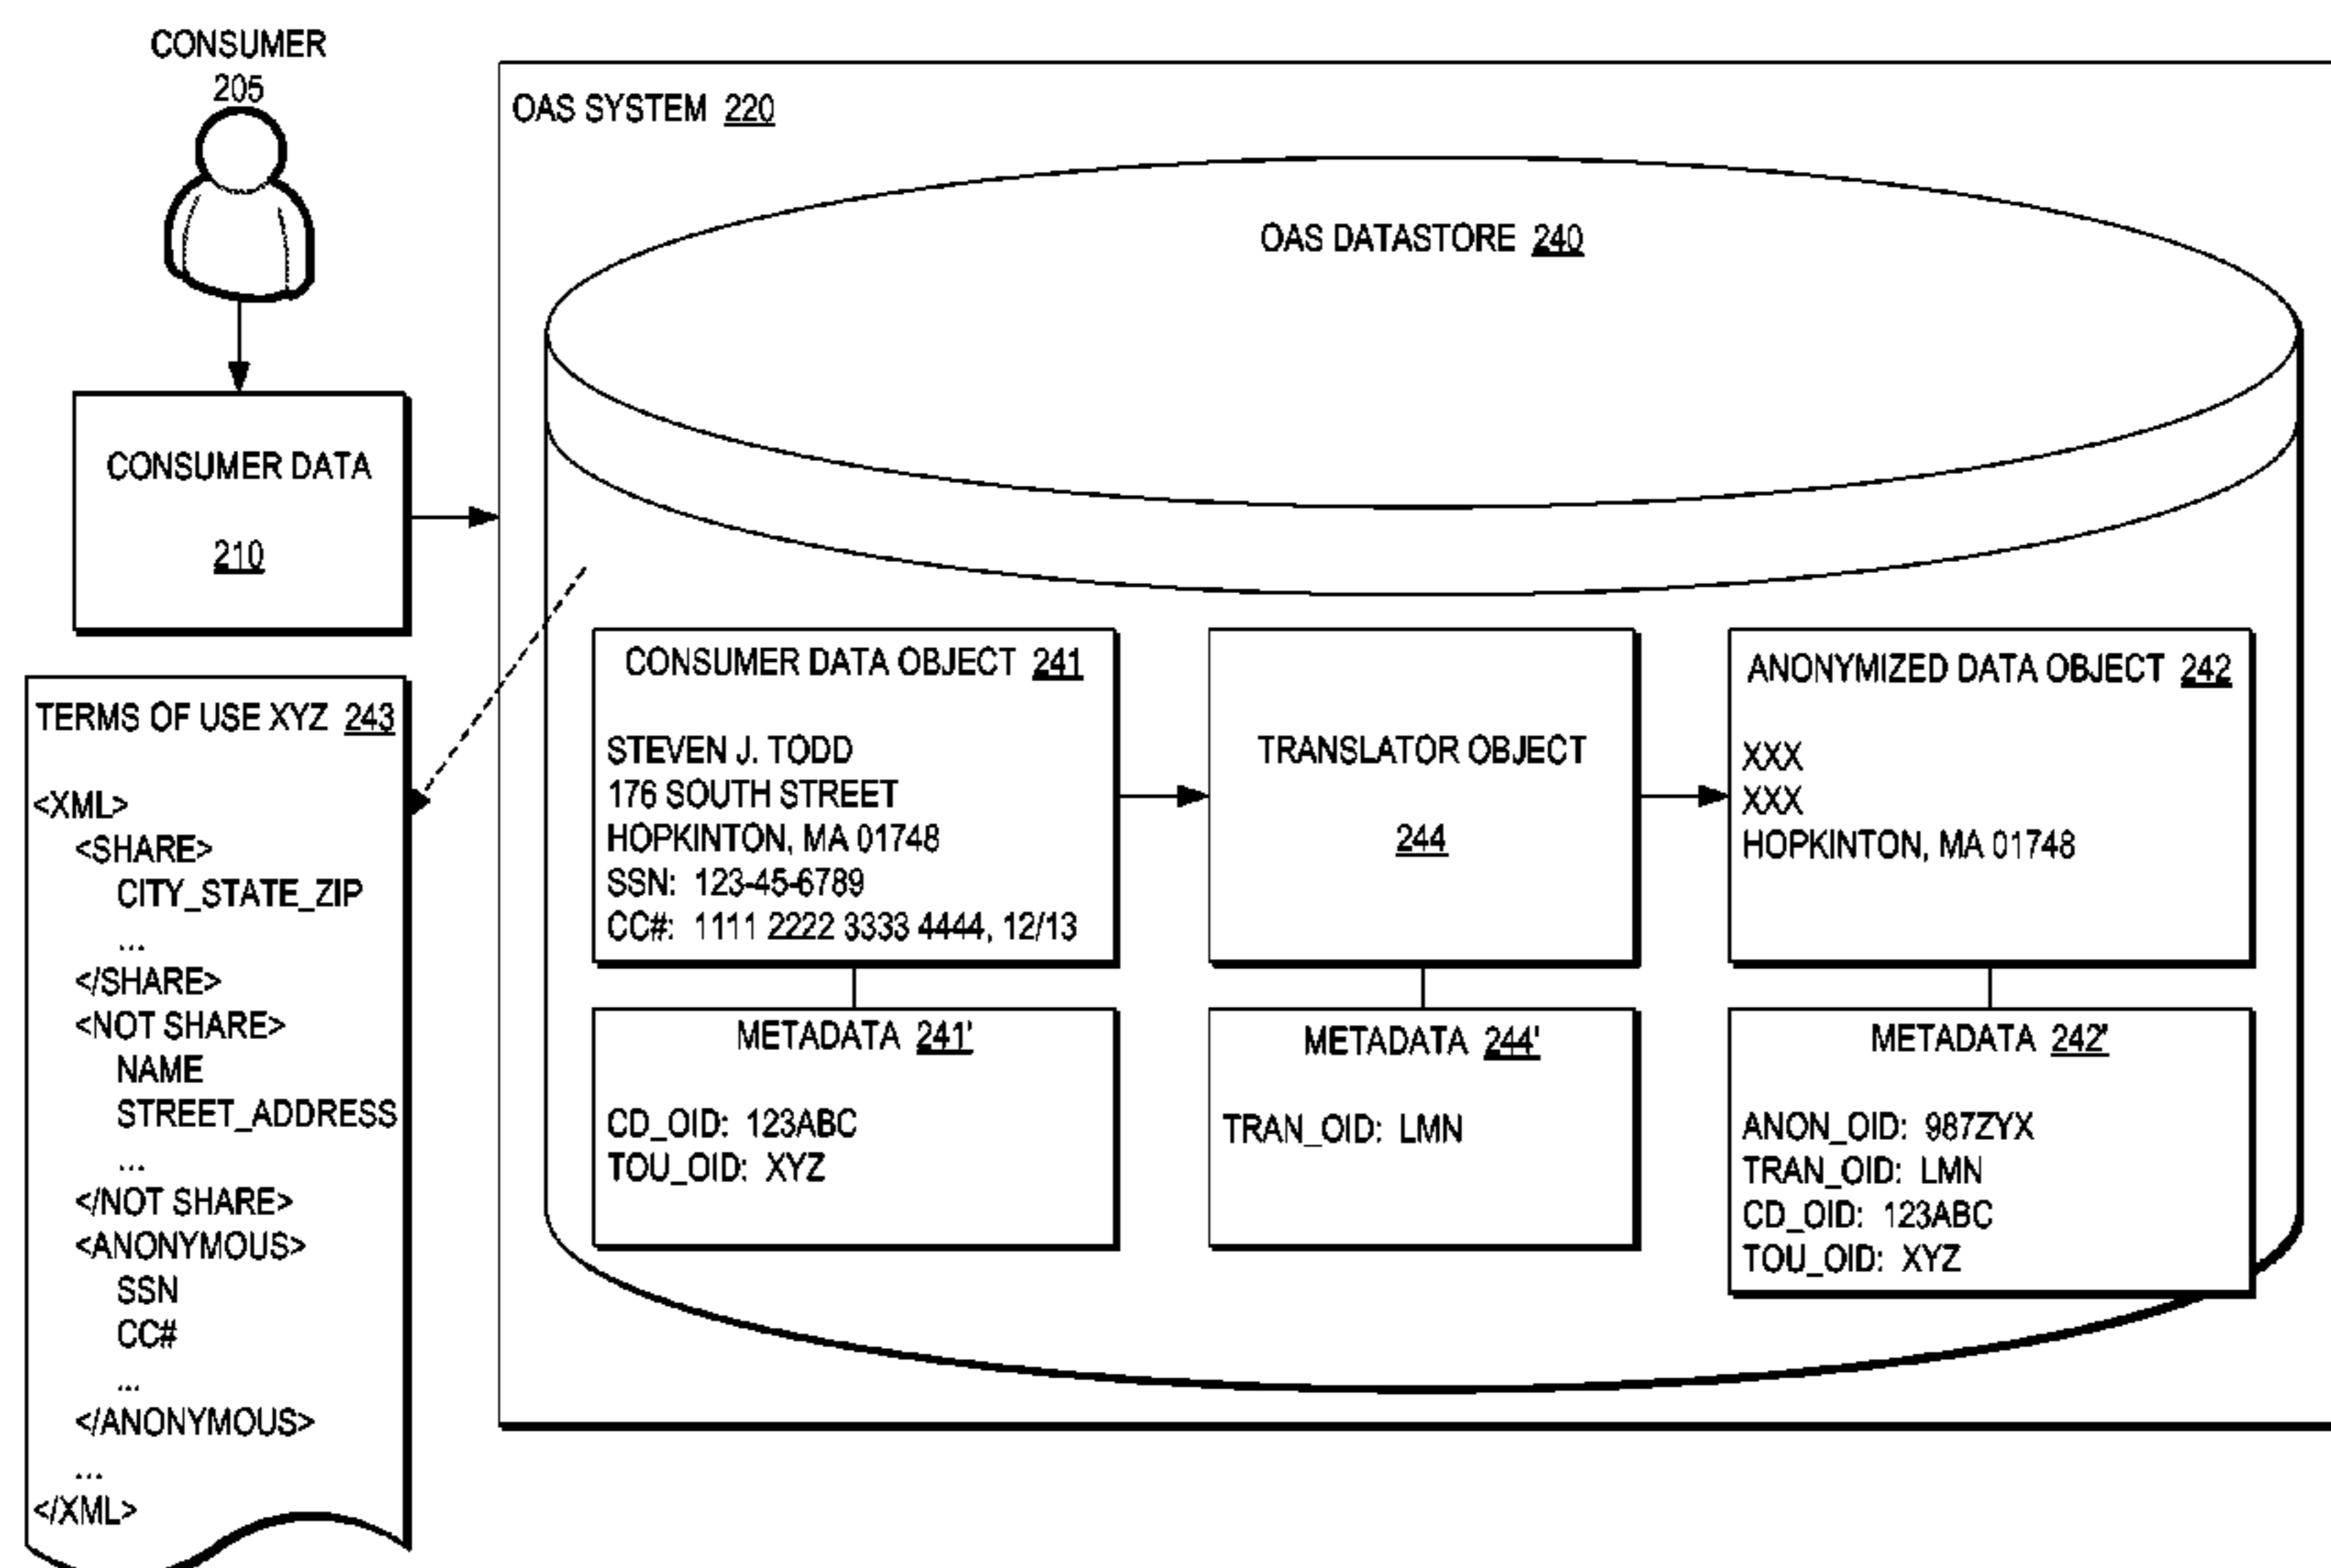 CONSUMER
205
CONSUMER DATA
210
TERMS OF USE XYZ 243
<XML>
<SHARE>
CITY_STATE_ZIP
...
</SHARE>
<NOT SHARE>
NAME
STREET_ADDRESS
...
</NOT SHARE>
<ANONYMOUS>
SSN
CC#
...
</ANONYMOUS>
...
</XML>
OAS SYSTEM 220
OAS DATASTORE 240
CONSUMER DATA OBJECT 241
STEVEN J. TODD
176 SOUTH STREET
HOPKINTON, MA 01748
SSN: 123-45-6789
CC#: 1111 2222 3333 4444, 12/13
METADATA 241'
CD_OID: 123ABC
TOU_OID: XYZ
TRANSLATOR OBJECT
244
METADATA 244'
TRAN_OID: LMN
ANONYMIZED DATA OBJECT 242
XXX
XXX
HOPKINTON, MA 01748
METADATA 242'
ANON_OID: 987ZYX
TRAN_OID: LMN
CD_OID: 123ABC
TOU_OID: XYZ